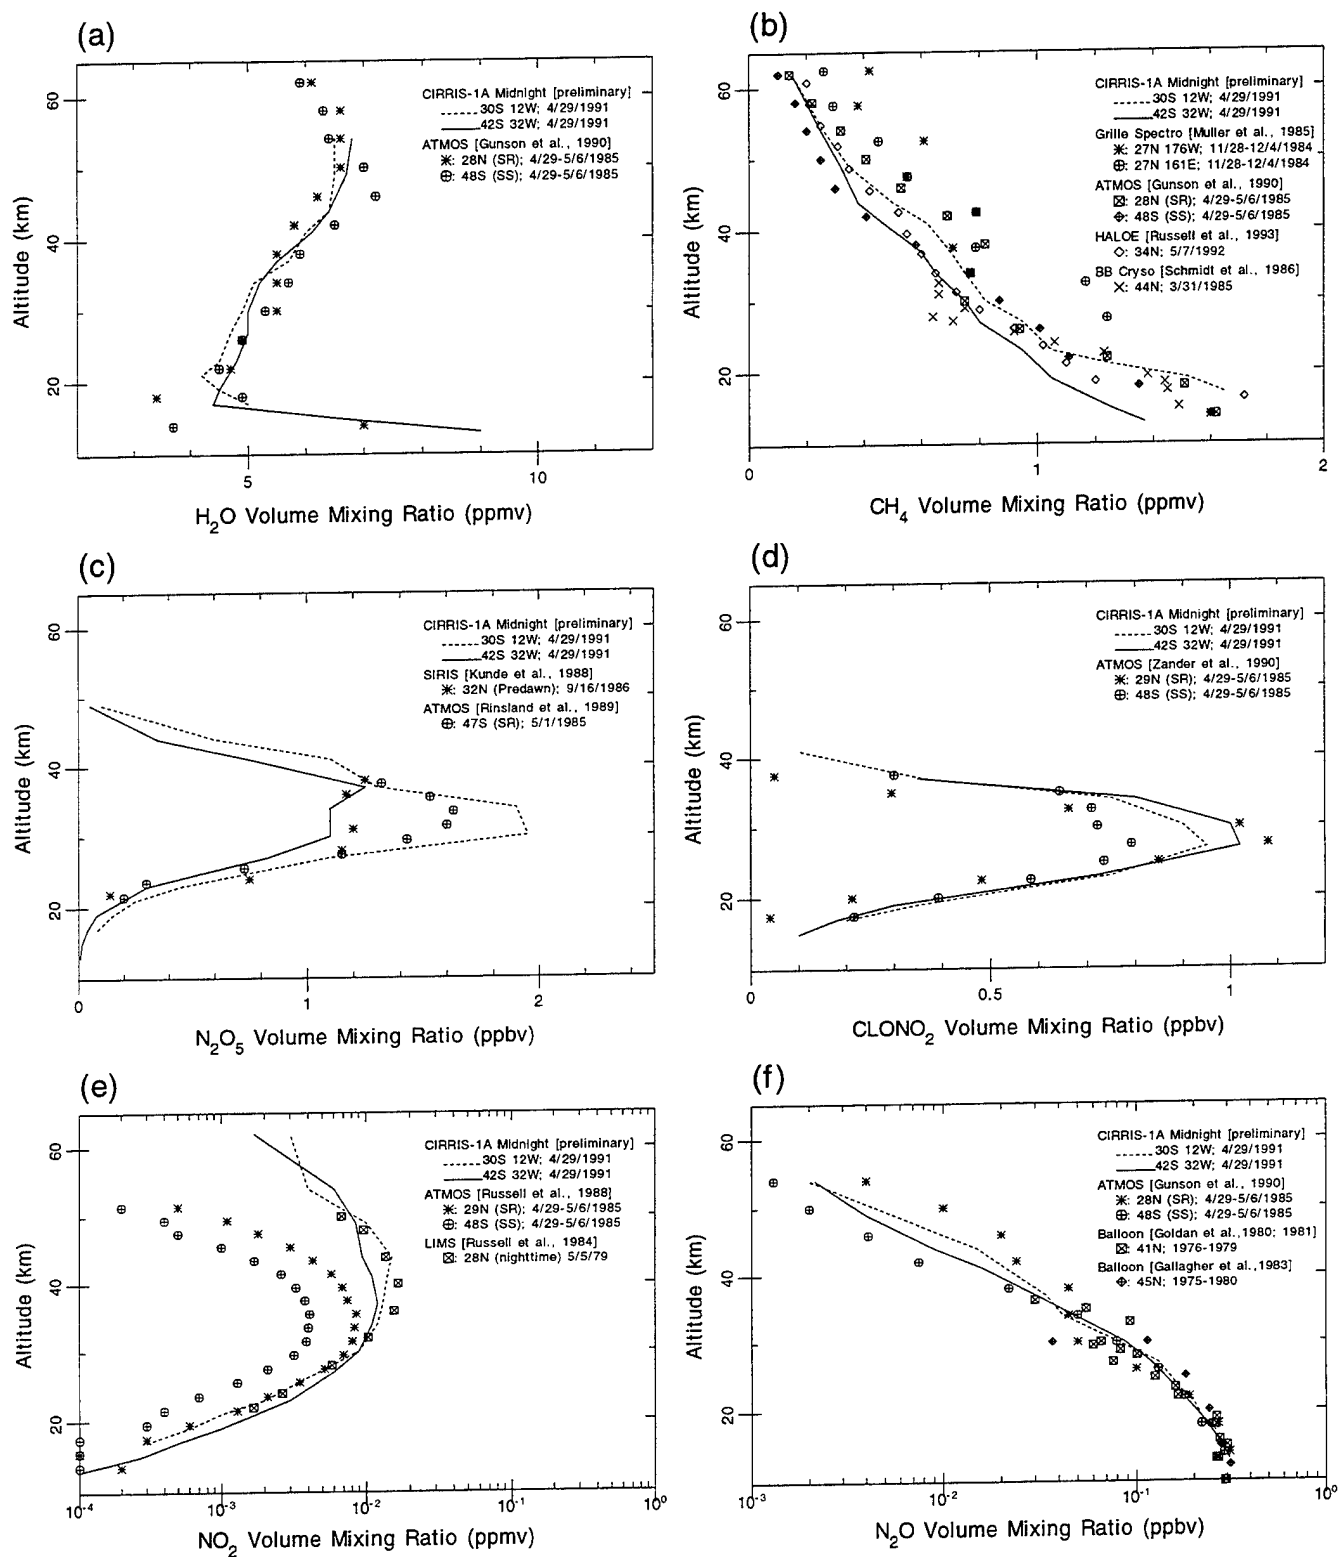 (a)
60
40
20
Altitude (km)
5
10
H2O Volume Mixing Ratio (ppmv)
CIRRIS-1A Midnight [preliminary]
30S 12W; 4/29/1991
42S 32W; 4/29/1991
ATMOS [Gunson et al., 1990]
: 28N (SR); 4/29-5/6/1985
: 48S (SS); 4/29-5/6/1985
(b)
60
40
20
Altitude (km)
0
1
2
CH4 Volume Mixing Ratio (ppmv)
CIRRIS-1A Midnight [preliminary]
30S 12W; 4/29/1991
42S 32W; 4/29/1991
Grille Spectro [Muller et al., 1985]
: 27N 176W; 11/28-12/4/1984
: 27N 161E; 11/28-12/4/1984
ATMOS [Gunson et al., 1990]
: 28N (SR); 4/29-5/6/1985
: 48S (SS); 4/29-5/6/1985
HALOE [Russell et al., 1993]
: 34N; 5/7/1992
BB Cryso [Schmidt et al., 1986]
: 44N; 3/31/1985
(c)
60
40
20
Altitude (km)
0
1
2
N2O5 Volume Mixing Ratio (ppbv)
CIRRIS-1A Midnight [preliminary]
30S 12W; 4/29/1991
42S 32W; 4/29/1991
SIRIS [Kunde et al., 1988]
: 32N (Predawn); 9/16/1986
ATMOS [Rinsland et al., 1989]
: 47S (SR); 5/1/1985
(d)
60
40
20
Altitude (km)
0
0.5
1
CLONO2 Volume Mixing Ratio (ppbv)
CIRRIS-1A Midnight [preliminary]
30S 12W; 4/29/1991
42S 32W; 4/29/1991
ATMOS [Zander et al., 1990]
: 29N (SR); 4/29-5/6/1985
: 48S (SS); 4/29-5/6/1985
(e)
60
40
20
Altitude (km)
10-4
10-3
10-2
10-1
100
NO2 Volume Mixing Ratio (ppmv)
CIRRIS-1A Midnight [preliminary]
30S 12W; 4/29/1991
42S 32W; 4/29/1991
ATMOS [Russell et al., 1988]
: 29N (SR); 4/29-5/6/1985
: 48S (SS); 4/29-5/6/1985
LIMS [Russell et al., 1984]
: 28N (nighttime) 5/5/79
(f)
60
40
20
Altitude (km)
10-3
10-2
10-1
100
N2O Volume Mixing Ratio (ppbv)
CIRRIS-1A Midnight [preliminary]
30S 12W; 4/29/1991
42S 32W; 4/29/1991
ATMOS [Gunson et al., 1990]
: 28N (SR); 4/29-5/6/1985
: 48S (SS); 4/29-5/6/1985
Balloon [Goldan et al.,1980; 1981]
: 41N; 1976-1979
Balloon [Gallagher et al.,1983]
: 45N; 1975-1980